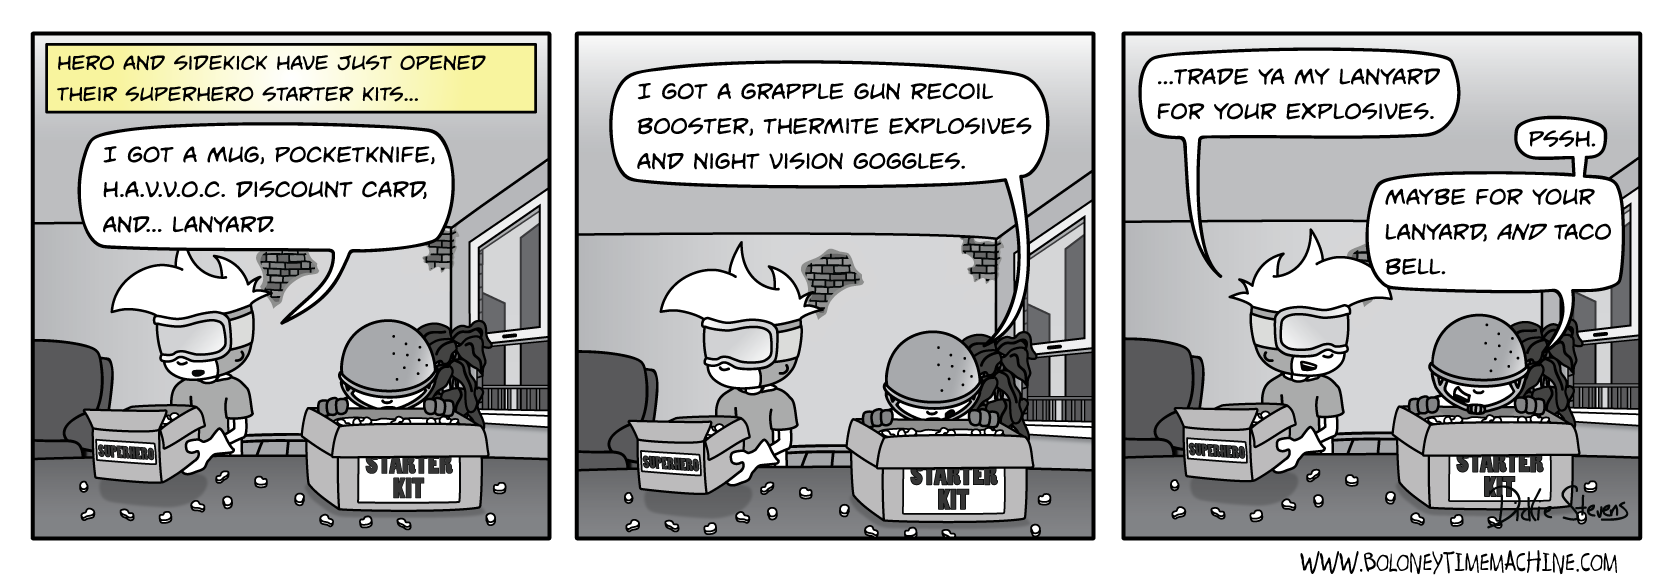 HERO AND SIDEKICK HAVE JUST OPENED
THEIR SUPERHERO STARTER KITS...
I GOT A MUG, POCKETKNIFE,
H.A.V.V.O.C. DISCOUNT CARD,
AND... LANYARD.
SUPERHERO
STARTER
KIT
I GOT A GRAPPLE GUN RECOIL
BOOSTER, THERMITE EXPLOSIVES
AND NIGHT VISION GOGGLES.
SUPERHERO
STARTER
KIT
...TRADE YA MY LANYARD
FOR YOUR EXPLOSIVES.
PSSH.
MAYBE FOR YOUR
LANYARD, AND TACO
BELL.
SUPERHERO
STARTER
KIT
Dickie Stevens
WWW.BOLONEYTIMEMACHINE.COM